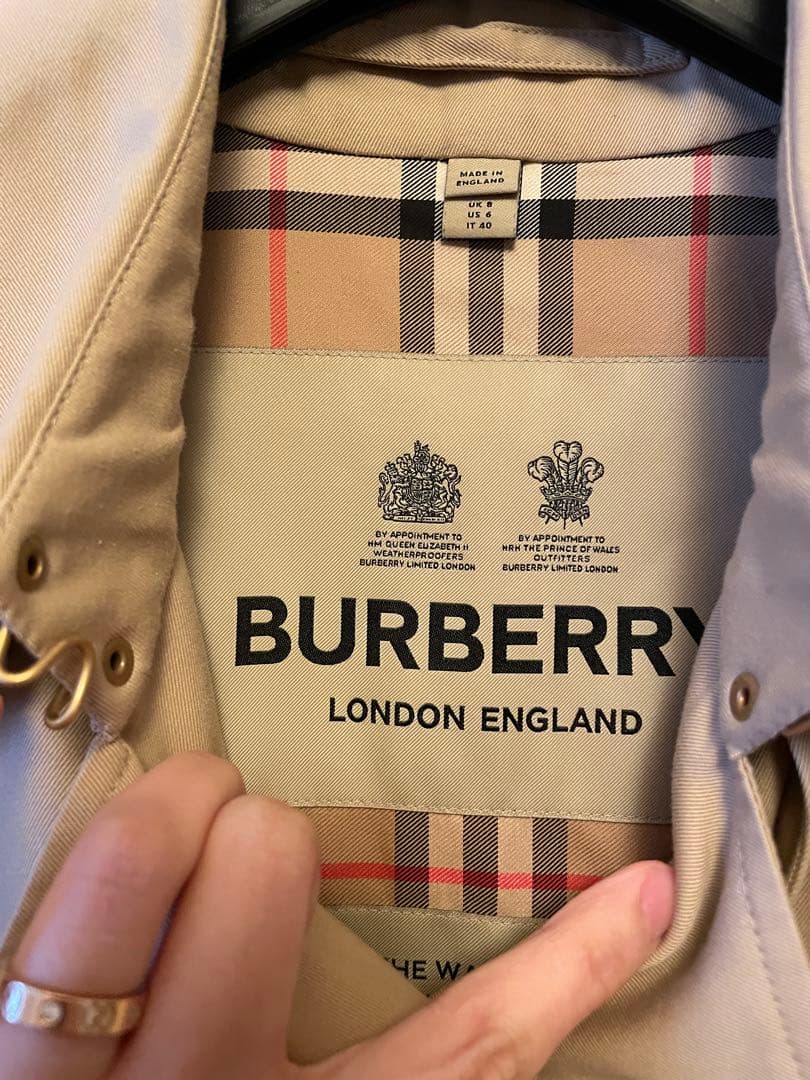 MADE IN
ENGLAND
UK 8
US 6
IT 40
BY APPOINTMENT TO
HM QUEEN ELIZABETH II
WEATHERPROOFERS
BURBERRY LIMITED LONDON
BY APPOINTMENT TO
HRH THE PRINCE OF WALES
OUTFITTERS
BURBERRY LIMITED LONDON
BURBERRY
LONDON ENGLAND
THE